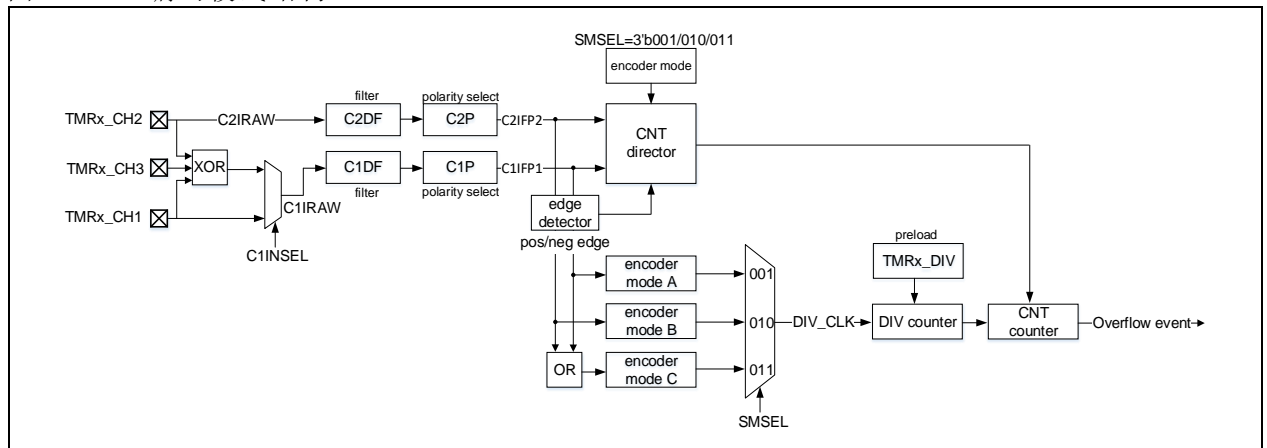 SMSEL=3'b001/010/011
encoder mode
filter
polarity select
TMRx_CH2
C2IRAW
C2DF
C2P
C2IFP2
CNT
director
TMRx_CH3
XOR
C1DF
C1P
C1IFP1
filter
polarity select
C1IRAW
TMRx_CH1
edge
detector
pos/neg edge
C1INSEL
preload
TMRx_DIV
encoder
mode A
001
encoder
mode B
010
DIV_CLK
DIV counter
CNT
counter
Overflow event
OR
encoder
mode C
011
SMSEL